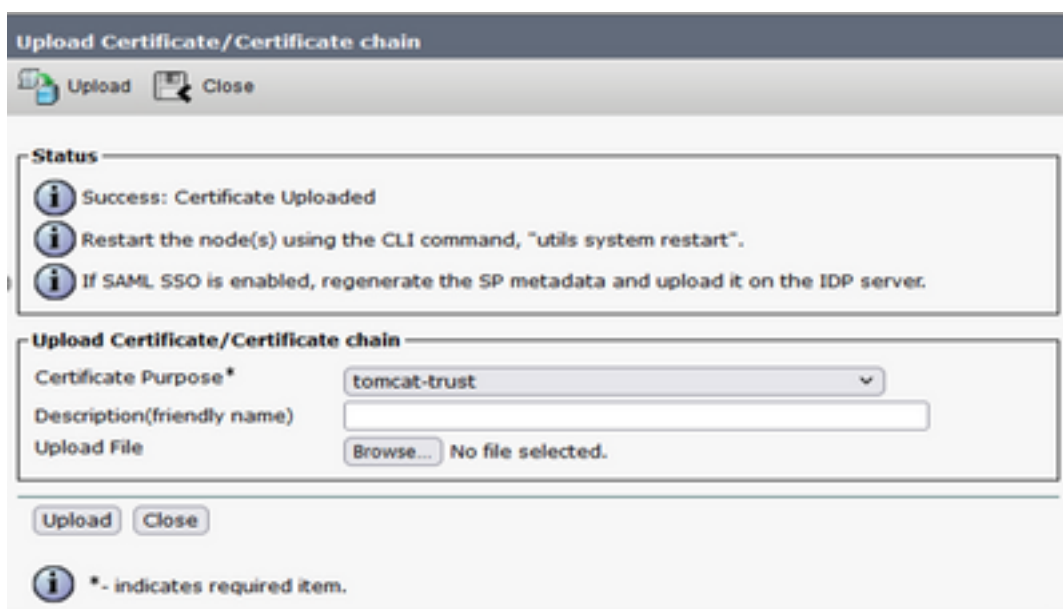 Upload Certificate/Certificate chain
Upload Close
Status
Success: Certificate Uploaded
Restart the node(s) using the CLI command, "utils system restart".
If SAML SSO is enabled, regenerate the SP metadata and upload it on the IDP server.
Upload Certificate/Certificate chain
Certificate Purpose* tomcat-trust
Description(friendly name)
Upload File Browse... No file selected.
Upload Close
*- indicates required item.